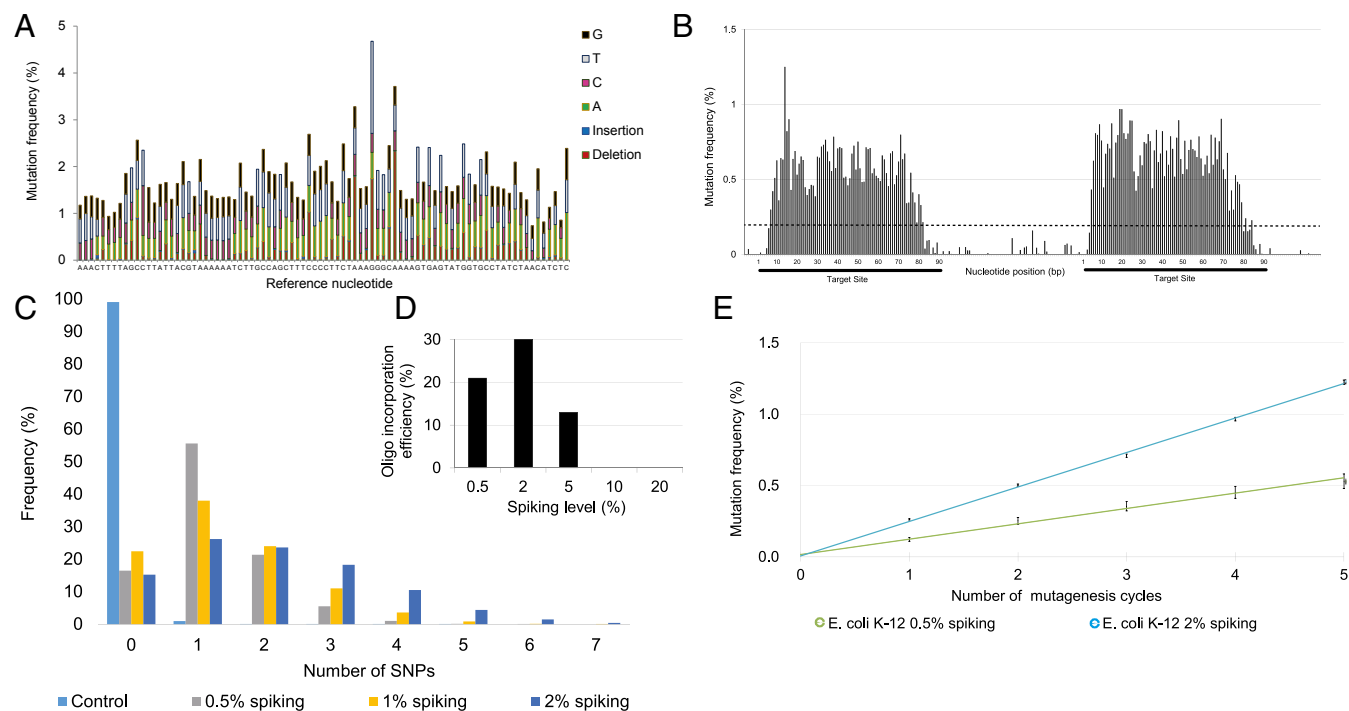 A
5
4
3
2
1
0
Mutation frequency (%)
G
T
C
A
Insertion
Deletion
Reference nucleotide
B
1.5
1
0.5
0
Mutation frequency (%)
1 10 20 30 40 50 60 70 80 90
Nucleotide position (bp)
1 10 20 30 40 50 60 70 80 90
Target Site
Target Site
C
100
90
80
70
60
50
40
30
20
10
0
Frequency (%)
0 1 2 3 4 5 6 7
Number of SNPs
Control
0.5% spiking
1% spiking
2% spiking
D
30
20
10
0
Oligo incorporation
efficiency (%)
0.5 2 5 10 20
Spiking level (%)
E
1.5
1.0
0.5
0.0
Mutation frequency (%)
0 1 2 3 4 5
Number of mutagenesis cycles
E. coli K-12 0.5% spiking
E. coli K-12 2% spiking